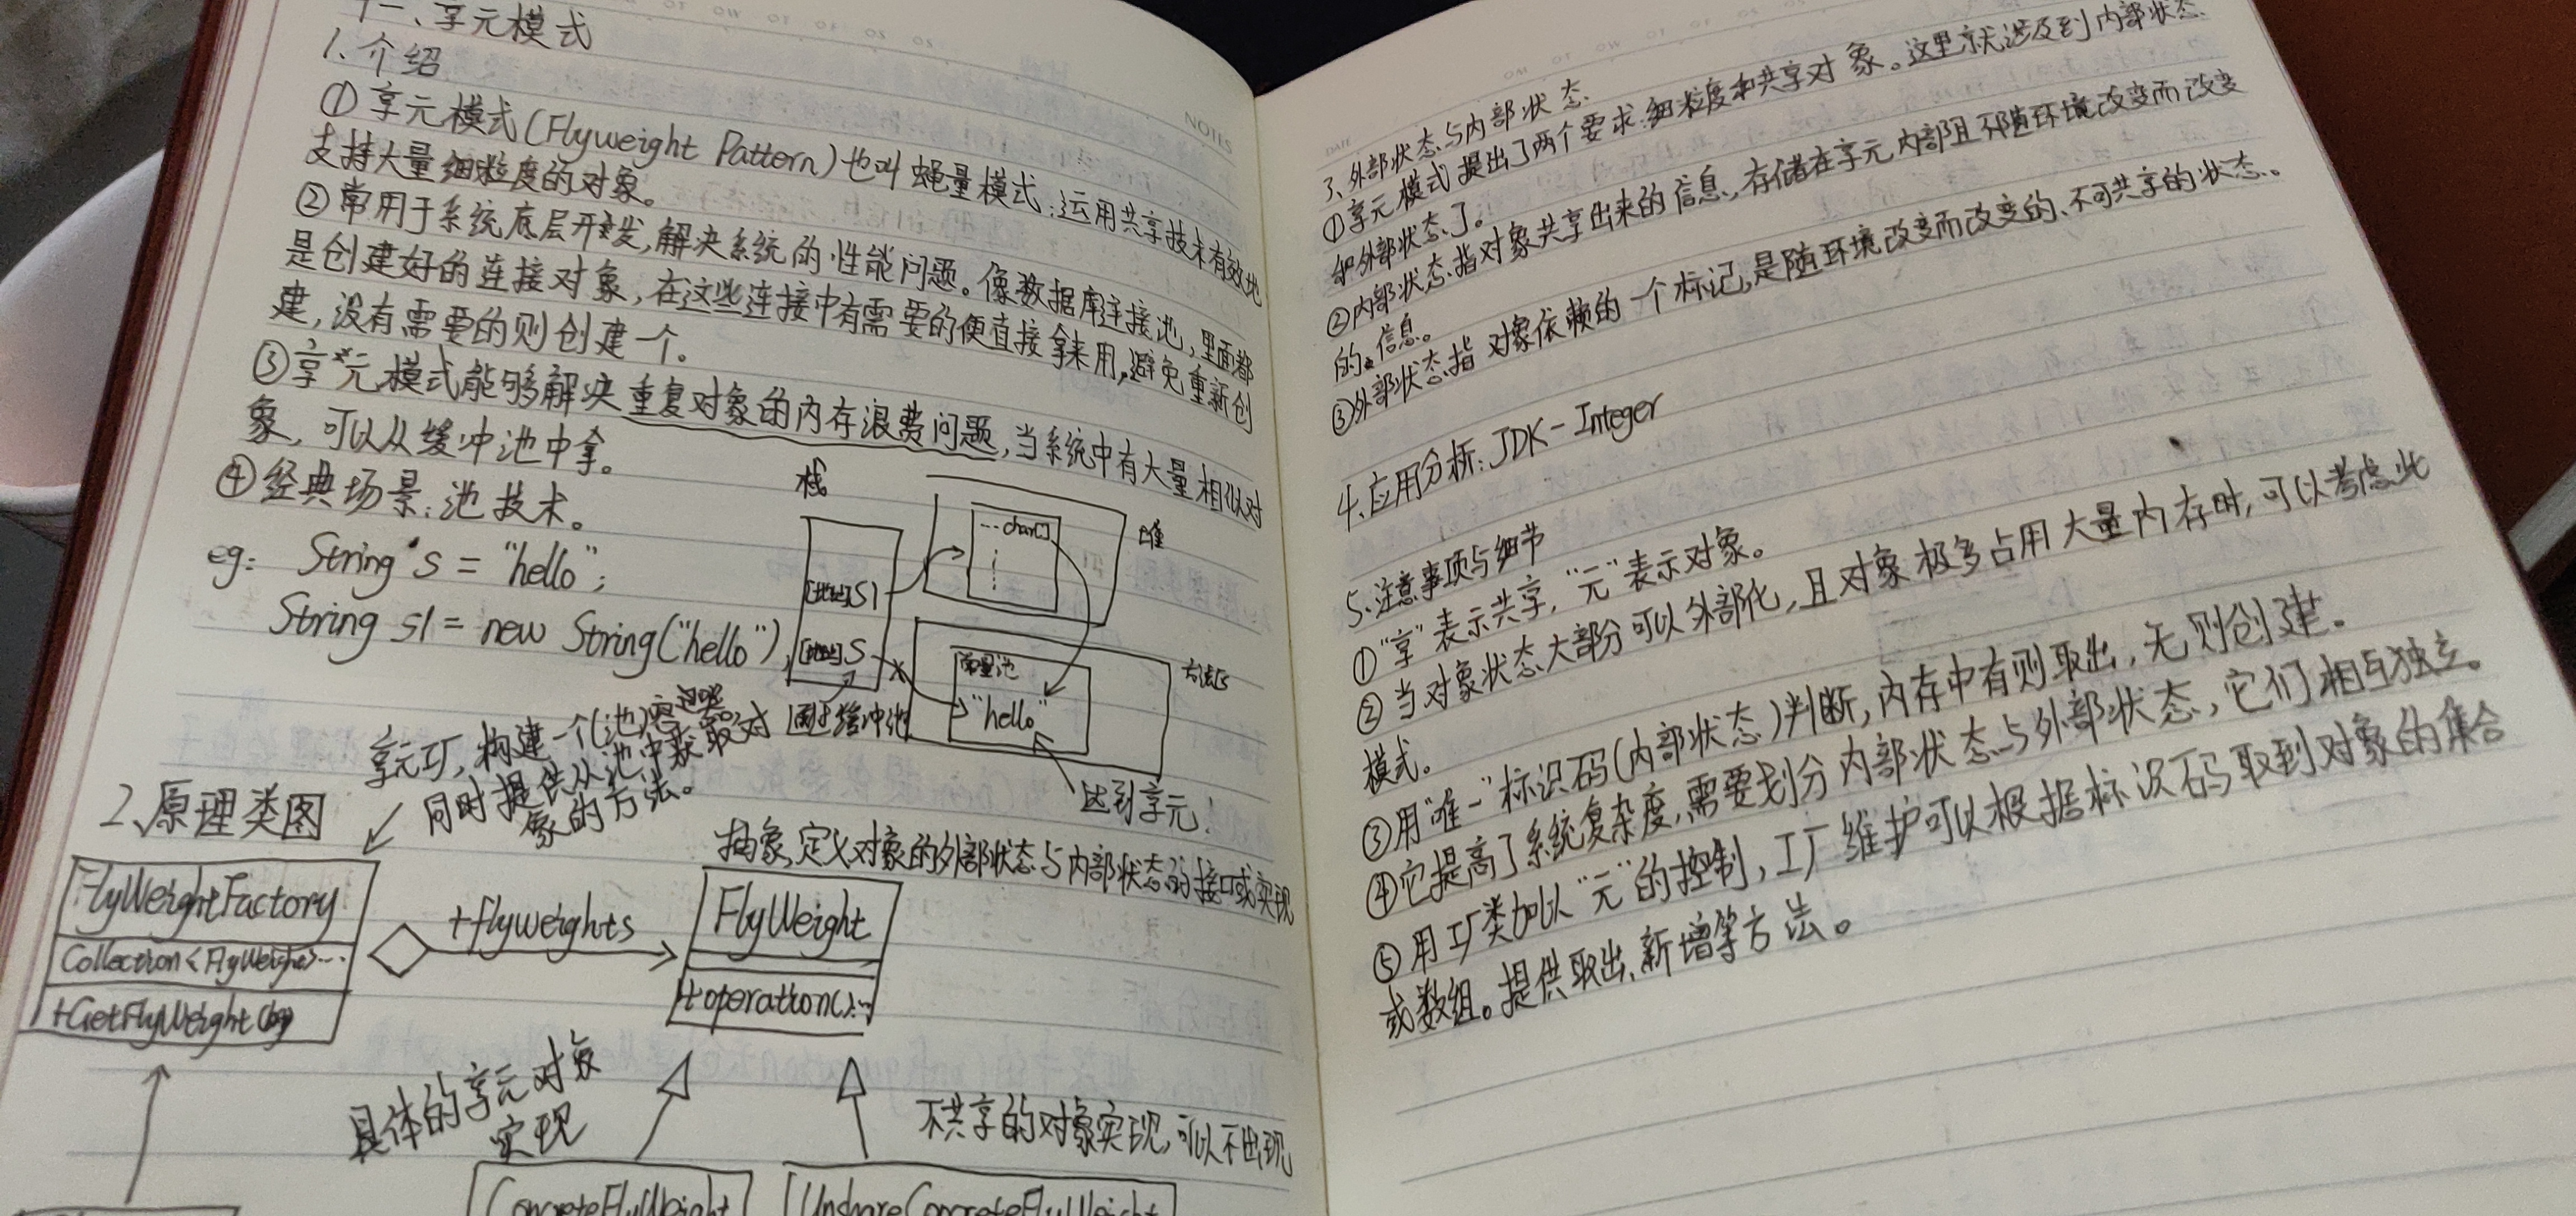 十一、享元模式
1、介绍
①享元模式(Flyweight Pattern)也叫蝇量模式:运用共享技术有效地
支持大量细粒度的对象。
②常用于系统底层开发,解决系统的性能问题。像数据库连接池,里面都
是创建好的连接对象,在这些连接中有需要的便直接拿来用,避免重新创
建,没有需要的则创建一个。
③享元模式能够解决重复对象的内存浪费问题,当系统中有大量相似对
象,可以从缓冲池中拿。
④经典场景:池技术。
eg: String s = "hello";
String s1 = new String("hello");
栈
[地址]S1
[地址]S
char[]
堆
常量池
"hello"
方法区
缓冲池
达到享元!
2、原理类图
享元工厂,构建一个(池)容器。
同时提供从池中获取对
象的方法。
抽象,定义对象的外部状态与内部状态的接口或实现
FlyWeightFactory
Collection<FlyWeight>...
+GetFlyWeight(key)
+flyweights
FlyWeight
+operation()...
具体的享元对象
实现
不共享的对象实现,可以不出现
ConcreteFlyWeight
UnshareConcreteFlyWeight
NOTES
DATE
3、外部状态与内部状态
①享元模式提出了两个要求:细粒度和共享对象。这里就涉及到内部状态
和外部状态了。
②内部状态指对象共享出来的信息,存储在享元内部且不随环境改变而改变
的信息。
③外部状态指对象依赖的一个标记,是随环境改变而改变的、不可共享的状态。
4、应用分析:JDK-Integer
5、注意事项与细节
①"享"表示共享,"元"表示对象。
②当对象状态大部分可以外部化,且对象极多占用大量内存时,可以考虑此
模式。
③用"唯一"标识码(内部状态)判断,内存中有则取出,无则创建。
④它提高了系统复杂度,需要划分内部状态与外部状态,它们相互独立。
⑤用工厂类加以"元"的控制,工厂维护可以根据标识码取到对象的集合
或数组。提供取出、新增等方法。